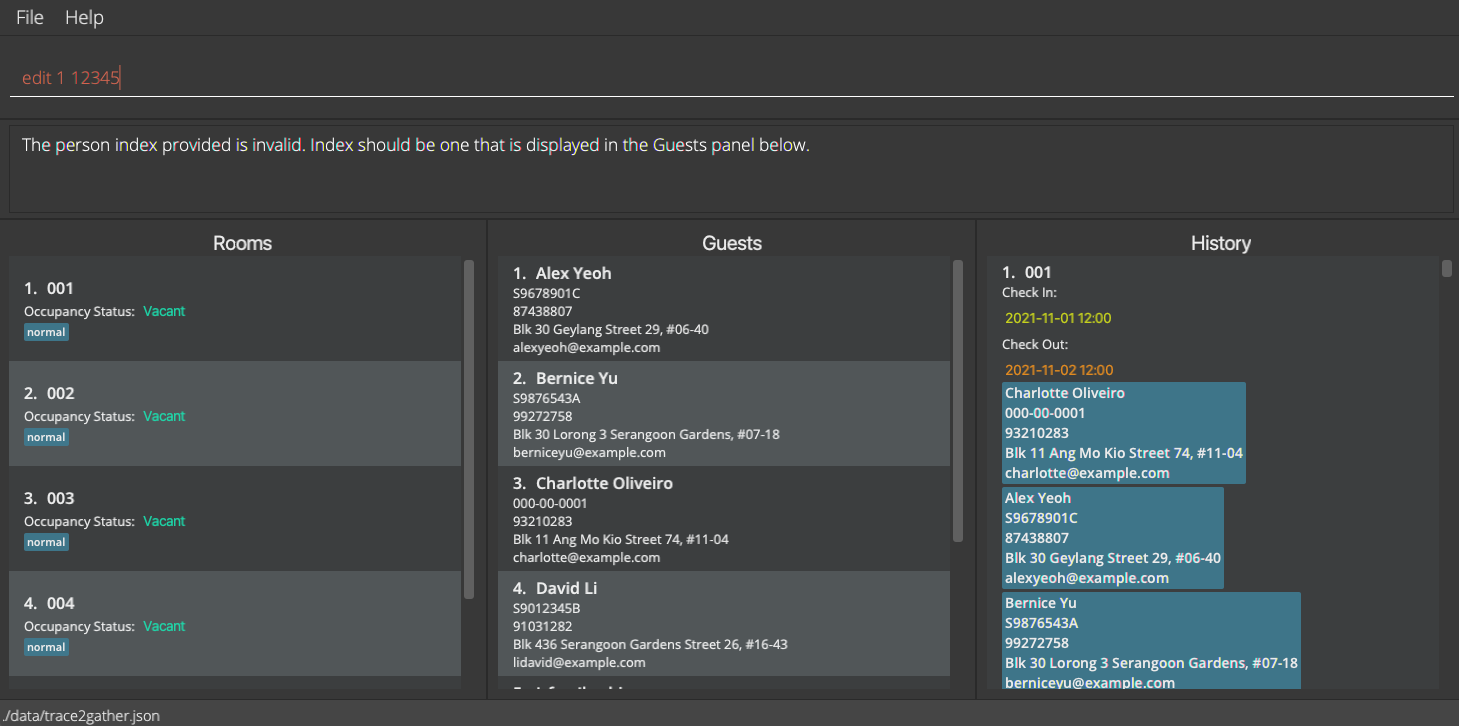 File Help
edit 1 12345
The person index provided is invalid. Index should be one that is displayed in the Guests panel below.
Rooms
1. 001
Occupancy Status: Vacant
normal
2. 002
Occupancy Status: Vacant
normal
3. 003
Occupancy Status: Vacant
normal
4. 004
Occupancy Status: Vacant
normal
Guests
1. Alex Yeoh
S9678901C
87438807
Blk 30 Geylang Street 29, #06-40
alexyeoh@example.com
2. Bernice Yu
S9876543A
99272758
Blk 30 Lorong 3 Serangoon Gardens, #07-18
berniceyu@example.com
3. Charlotte Oliveiro
000-00-0001
93210283
Blk 11 Ang Mo Kio Street 74, #11-04
charlotte@example.com
4. David Li
S9012345B
91031282
Blk 436 Serangoon Gardens Street 26, #16-43
lidavid@example.com
History
1. 001
Check In:
2021-11-01 12:00
Check Out:
2021-11-02 12:00
Charlotte Oliveiro
000-00-0001
93210283
Blk 11 Ang Mo Kio Street 74, #11-04
charlotte@example.com
Alex Yeoh
S9678901C
87438807
Blk 30 Geylang Street 29, #06-40
alexyeoh@example.com
Bernice Yu
S9876543A
99272758
Blk 30 Lorong 3 Serangoon Gardens, #07-18
berniceyu@example.com
./data/trace2gather.json